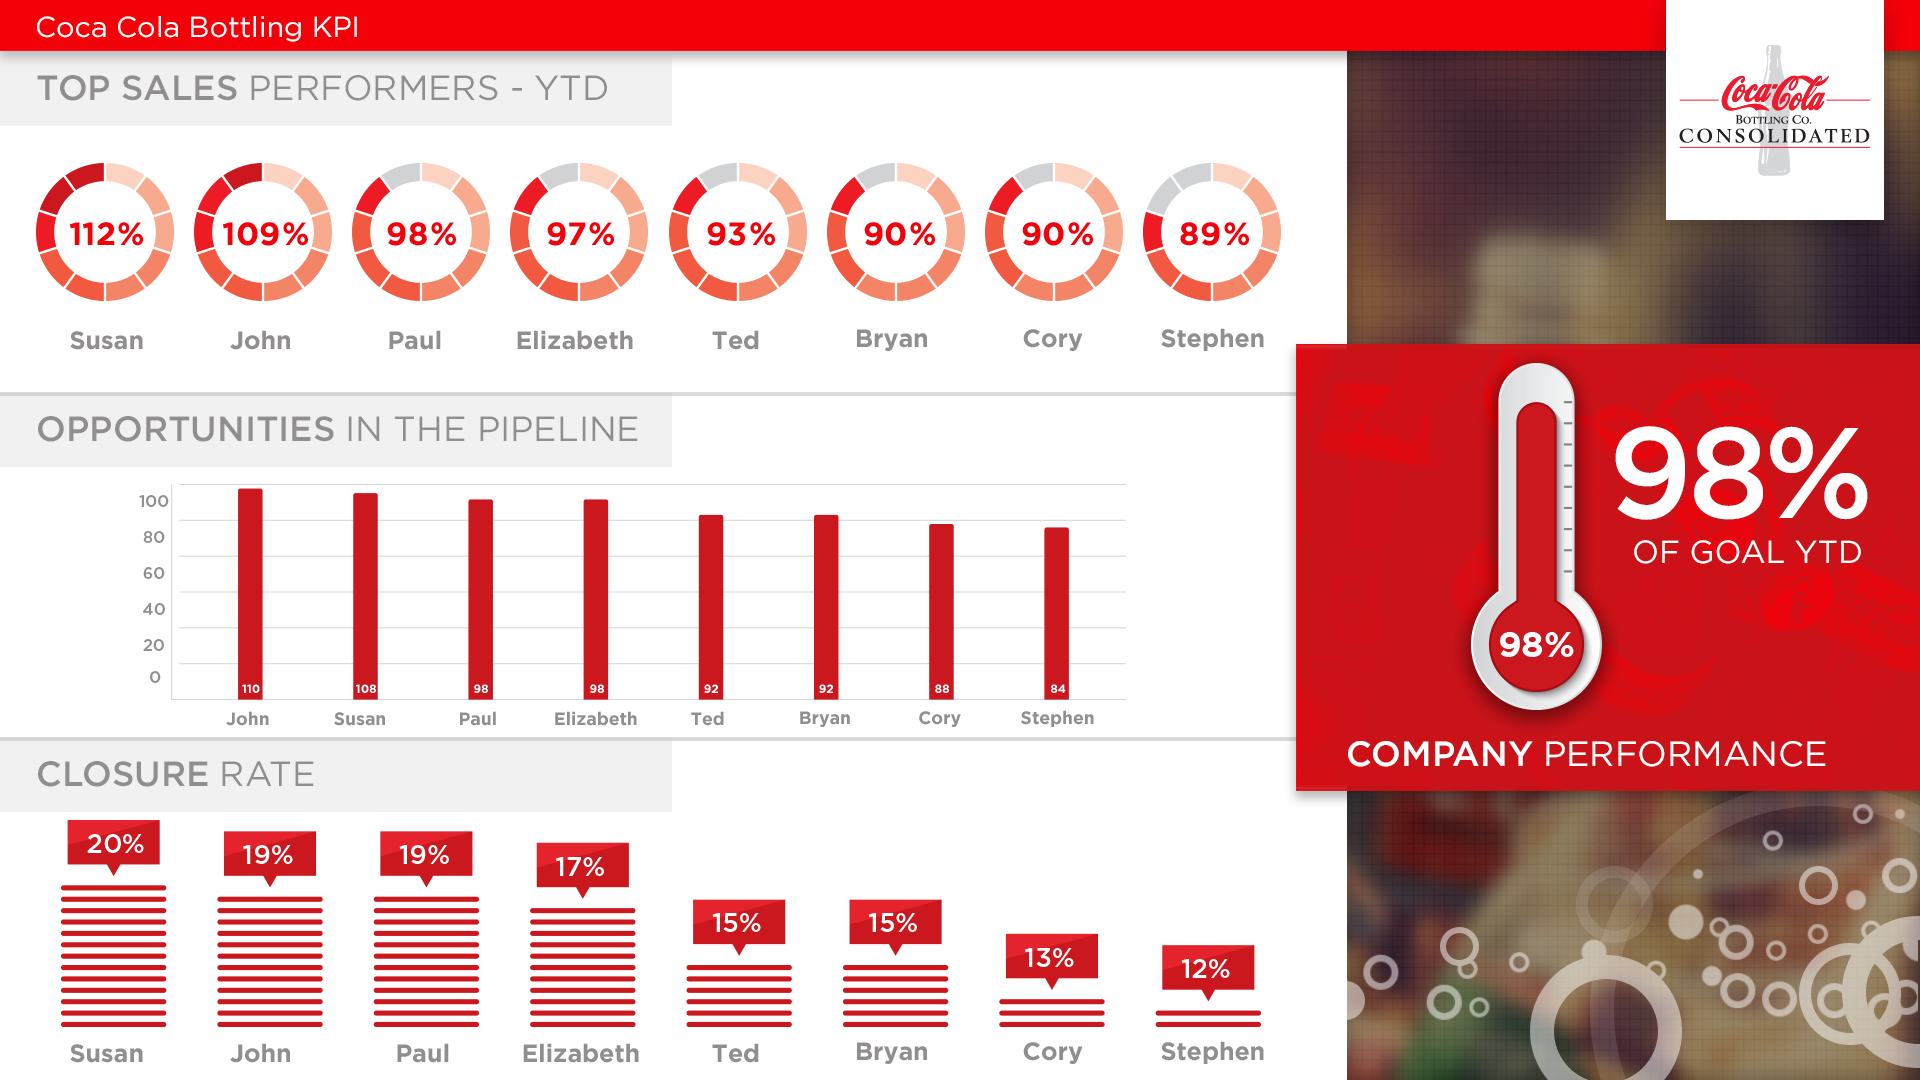 Coca Cola Bottling KPI
Coca-Cola
BOTTLING CO.
CONSOLIDATED
TOP SALES PERFORMERS - YTD
112% 109% 98% 97% 93% 90% 90% 89%
Susan John Paul Elizabeth Ted Bryan Cory Stephen
OPPORTUNITIES IN THE PIPELINE
100
80
60
40
20
0
110 108 98 98 92 92 88 84
John Susan Paul Elizabeth Ted Bryan Cory Stephen
98%
OF GOAL YTD
98%
COMPANY PERFORMANCE
CLOSURE RATE
20% 19% 19% 17% 15% 15% 13% 12%
Susan John Paul Elizabeth Ted Bryan Cory Stephen